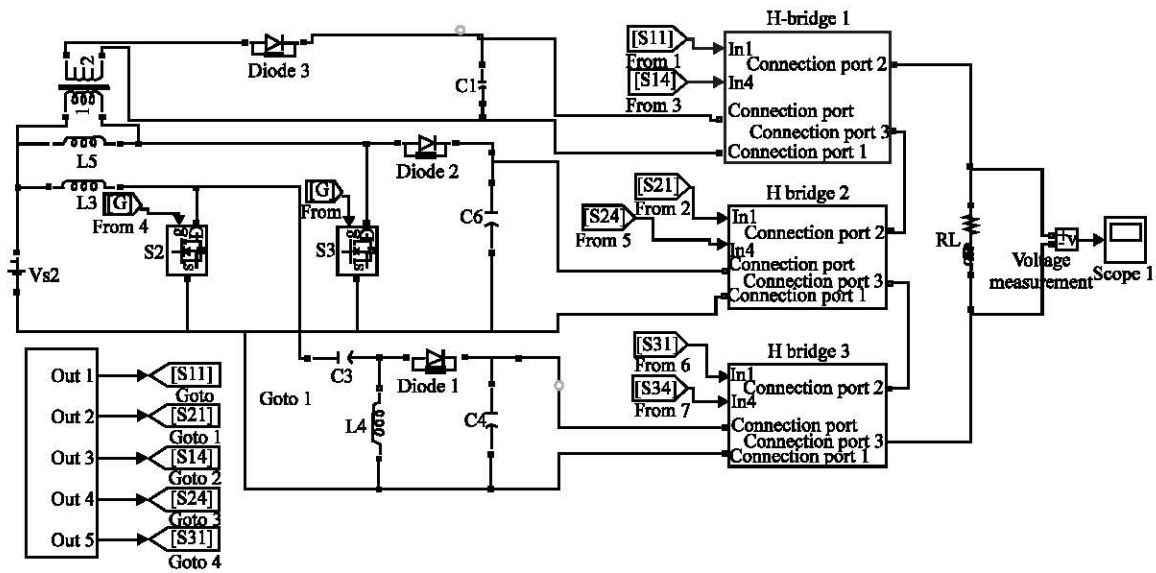 H-bridge 1
[S11]
From 1
In1
Connection port 2
[S14]
From 3
In4
Connection port
Connection port 3
Connection port 1
2
1
Diode 3
C1
L5
Diode 2
L3
[G]
From 4
S2
g
[G]
From
S3
g
C6
H bridge 2
[S21]
From 2
In1
Connection port 2
[S24]
From 5
In4
Connection port
Connection port 3
Connection port 1
RL
Voltage
measurement
v
Scope 1
Vs2
H bridge 3
[S31]
From 6
In1
Connection port 2
[S34]
From 7
In4
Connection port
Connection port 3
Connection port 1
C3
Diode 1
Goto 1
L4
C4
Out 1
[S11]
Goto
Out 2
[S21]
Goto 1
Out 3
[S14]
Goto 2
Out 4
[S24]
Goto 3
Out 5
[S31]
Goto 4